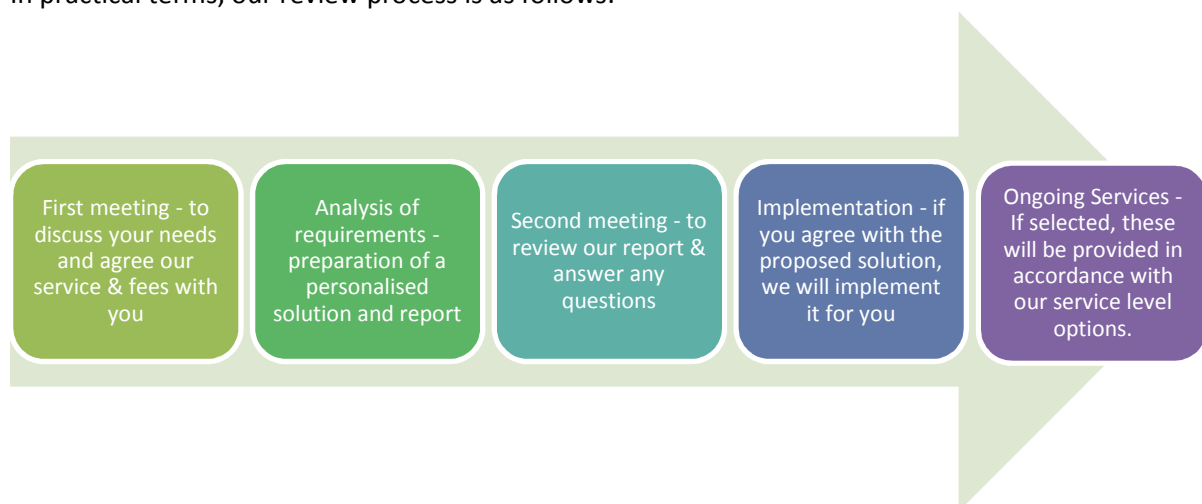 In practical terms, our review process is as follows:
First meeting - to
discuss your needs
and agree our
service & fees with
you
Analysis of
requirements -
preparation of a
personalised
solution and report
Second meeting - to
review our report &
answer any
questions
Implementation - if
you agree with the
proposed solution,
we will implement
it for you
Ongoing Services -
If selected, these
will be provided in
accordance with
our service level
options.